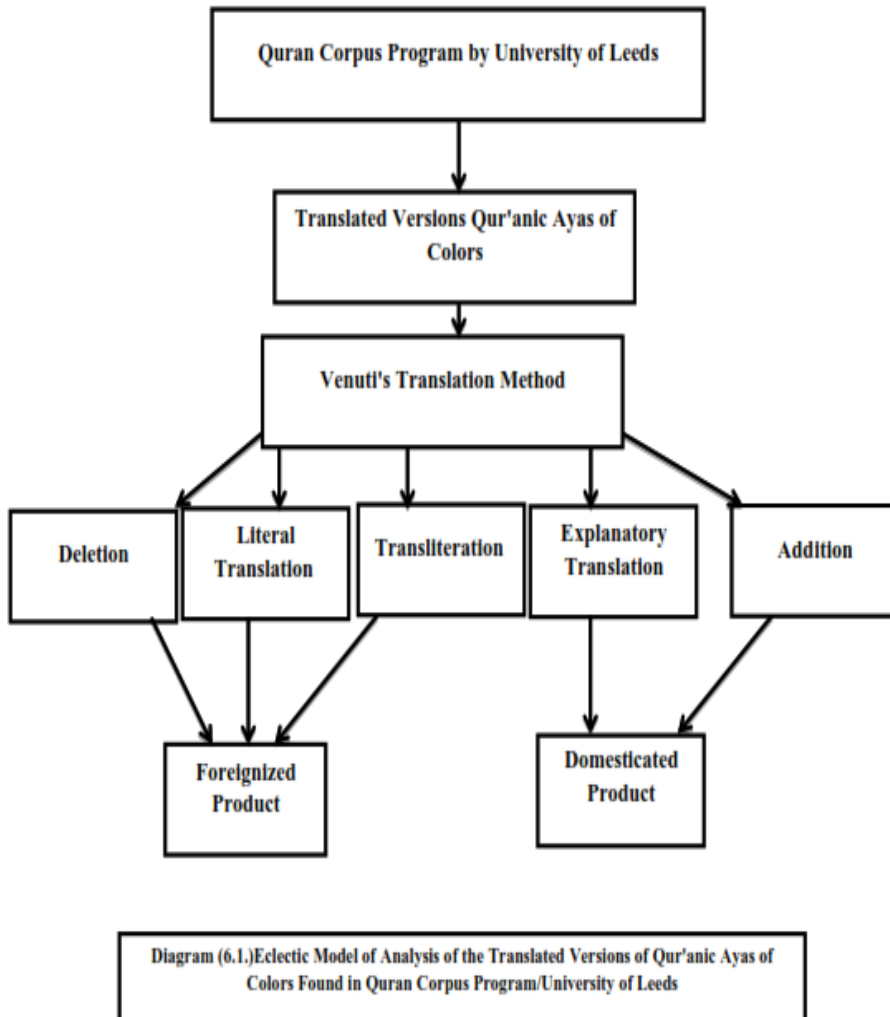 Quran Corpus Program by University of Leeds
Translated Versions Qur'anic Ayas of
Colors
Venuti's Translation Method
Deletion
Literal
Translation
Transliteration
Explanatory
Translation
Addition
Foreignized
Product
Domesticated
Product
Diagram (6.1.)Eclectic Model of Analysis of the Translated Versions of Qur'anic Ayas of
Colors Found in Quran Corpus Program/University of Leeds